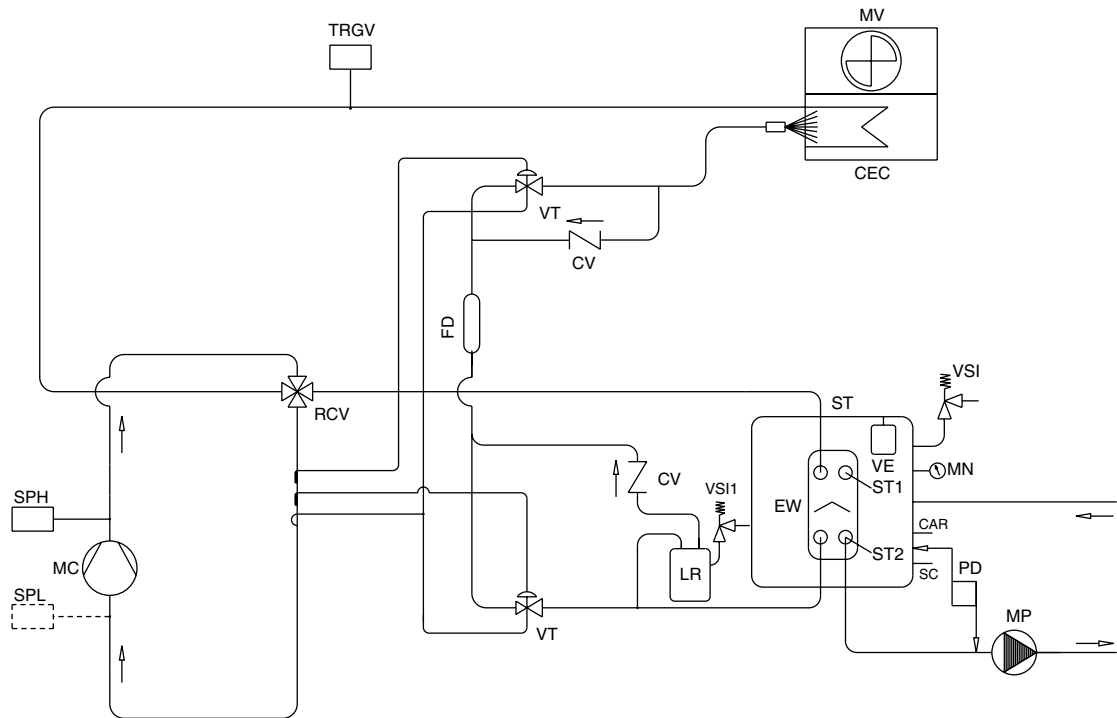 TRGV
MV
CEC
VT
CV
FD
RCV
ST
VSI
VE
MN
CV
ST1
SPH
VSI1
EW
CAR
ST2
MC
LR
SC
PD
SPL
VT
MP